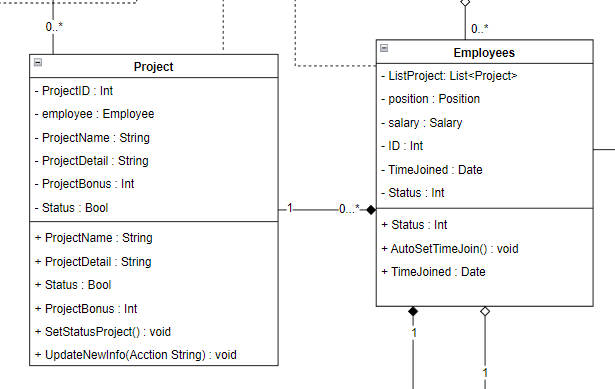 0..*
0..*
Project
- ProjectID : Int
- employee : Employee
- ProjectName : String
- ProjectDetail : String
- ProjectBonus : Int
- Status : Bool
+ ProjectName : String
+ ProjectDetail : String
+ Status : Bool
+ ProjectBonus : Int
+ SetStatusProject() : void
+ UpdateNewInfo(Acction String) : void
1
0...*
Employees
- ListProject: List<Project>
- position : Position
- salary : Salary
- ID : Int
- TimeJoined : Date
- Status : Int
+ Status : Int
+ AutoSetTimeJoin() : void
+ TimeJoined : Date
1
1